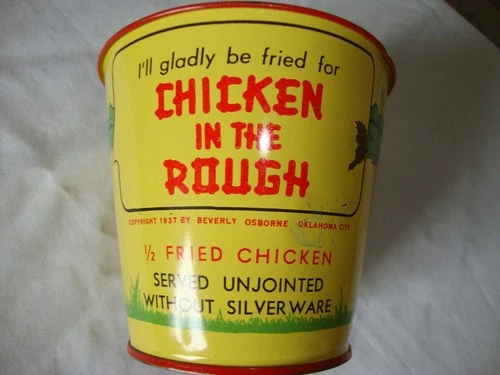 I'll gladly be fried for
CHICKEN
IN THE
ROUGH
COPYRIGHT 1937 BY BEVERLY OSBORNE OKLAHOMA CITY
½ FRIED CHICKEN
SERVED UNJOINTED
WITHOUT SILVERWARE